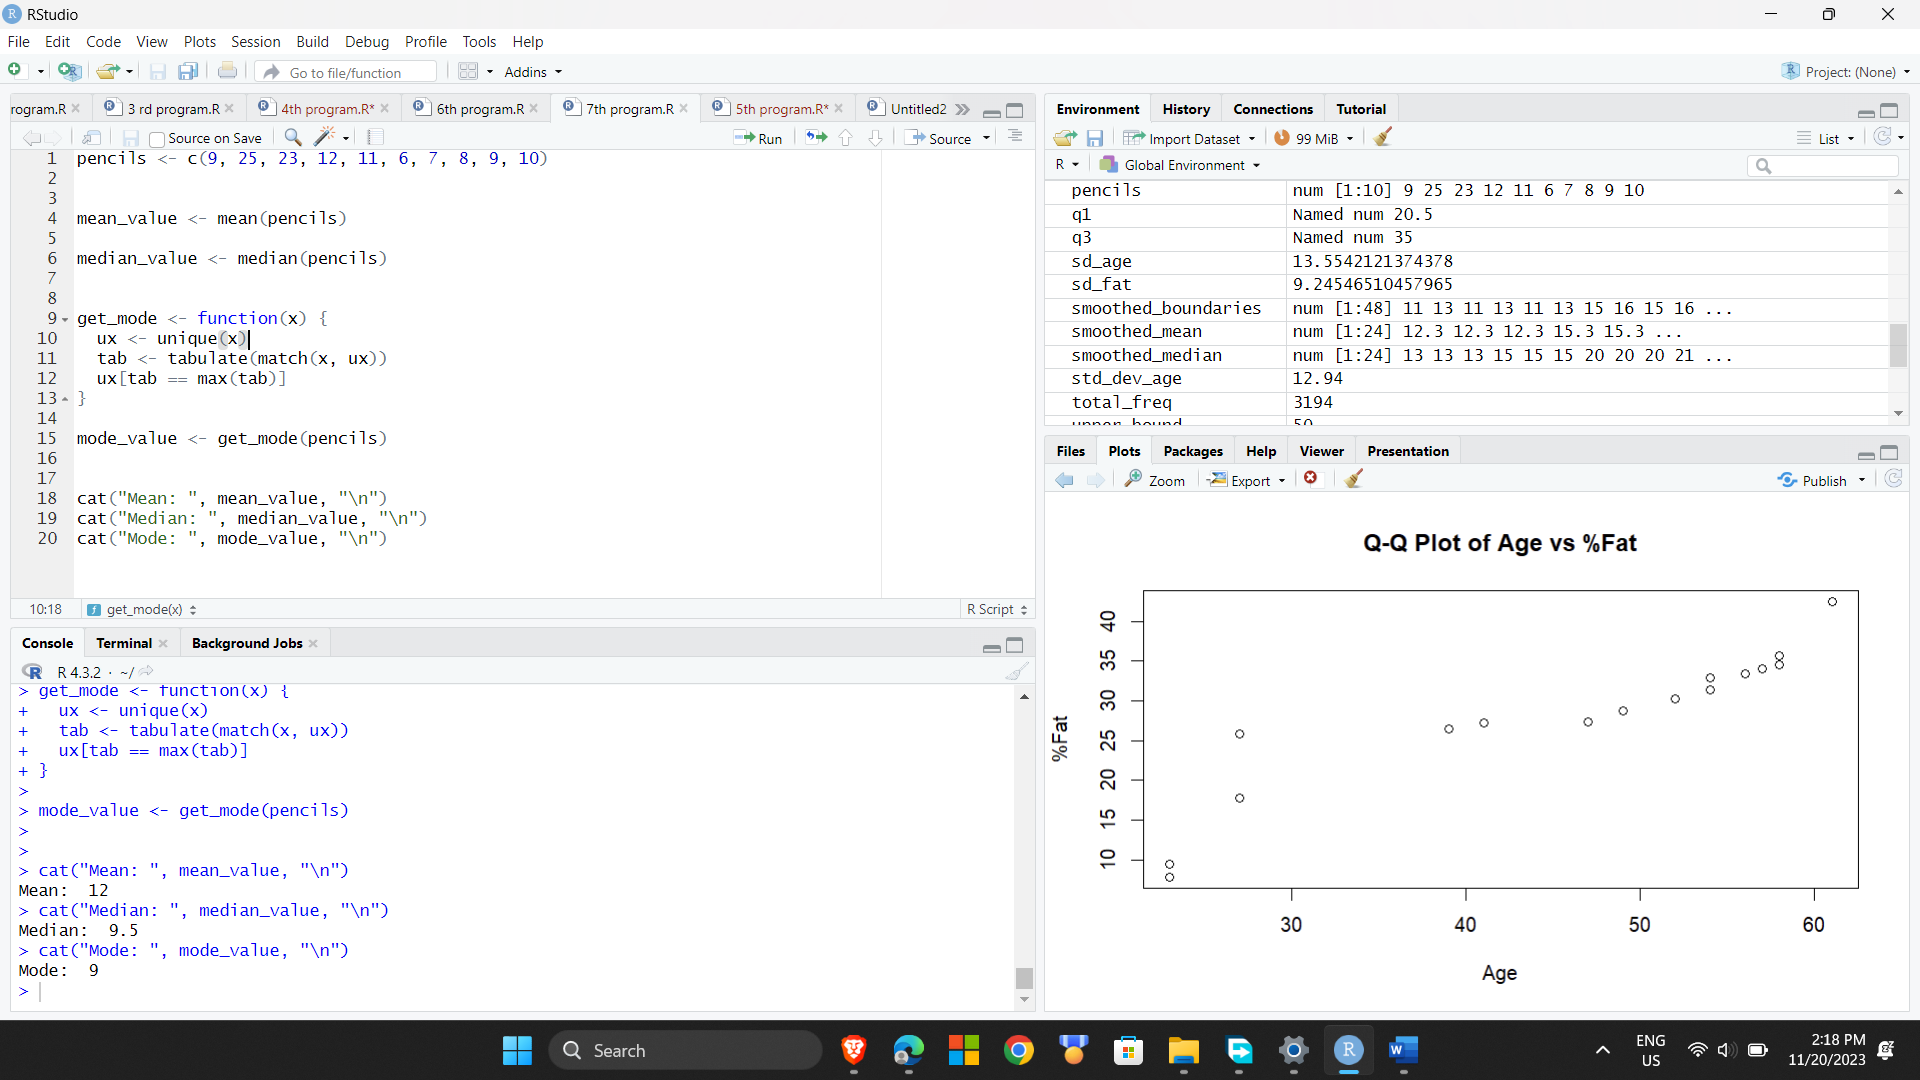 RStudio
File Edit Code View Plots Session Build Debug Profile Tools Help
Go to file/function Addins Project: (None)
rogram.R 3 rd program.R 4th program.R* 6th program.R 7th program.R 5th program.R* Untitled2
Source on Save Run Source
1 pencils <- c(9, 25, 23, 12, 11, 6, 7, 8, 9, 10)
2
3
4 mean_value <- mean(pencils)
5
6 median_value <- median(pencils)
7
8
9 get_mode <- function(x) {
10 ux <- unique(x)
11 tab <- tabulate(match(x, ux))
12 ux[tab == max(tab)]
13 }
14
15 mode_value <- get_mode(pencils)
16
17
18 cat("Mean: ", mean_value, "\n")
19 cat("Median: ", median_value, "\n")
20 cat("Mode: ", mode_value, "\n")
10:18 get_mode(x) R Script
Console Terminal Background Jobs
R 4.3.2 · ~/
> get_mode <- function(x) {
+ ux <- unique(x)
+ tab <- tabulate(match(x, ux))
+ ux[tab == max(tab)]
+ }
>
> mode_value <- get_mode(pencils)
>
>
> cat("Mean: ", mean_value, "\n")
Mean: 12
> cat("Median: ", median_value, "\n")
Median: 9.5
> cat("Mode: ", mode_value, "\n")
Mode: 9
>
Environment History Connections Tutorial
Import Dataset 99 MiB List
R Global Environment
pencils num [1:10] 9 25 23 12 11 6 7 8 9 10
q1 Named num 20.5
q3 Named num 35
sd_age 13.5542121374378
sd_fat 9.24546510457965
smoothed_boundaries num [1:48] 11 13 11 13 11 13 15 16 15 16 ...
smoothed_mean num [1:24] 12.3 12.3 12.3 15.3 15.3 ...
smoothed_median num [1:24] 13 13 13 15 15 15 20 20 20 21 ...
std_dev_age 12.94
total_freq 3194
upper_bound 50
Files Plots Packages Help Viewer Presentation
Zoom Export Publish
Q-Q Plot of Age vs %Fat
%Fat
40
35
30
25
20
15
10
30 40 50 60
Age
Search
ENG
US
2:18 PM
11/20/2023